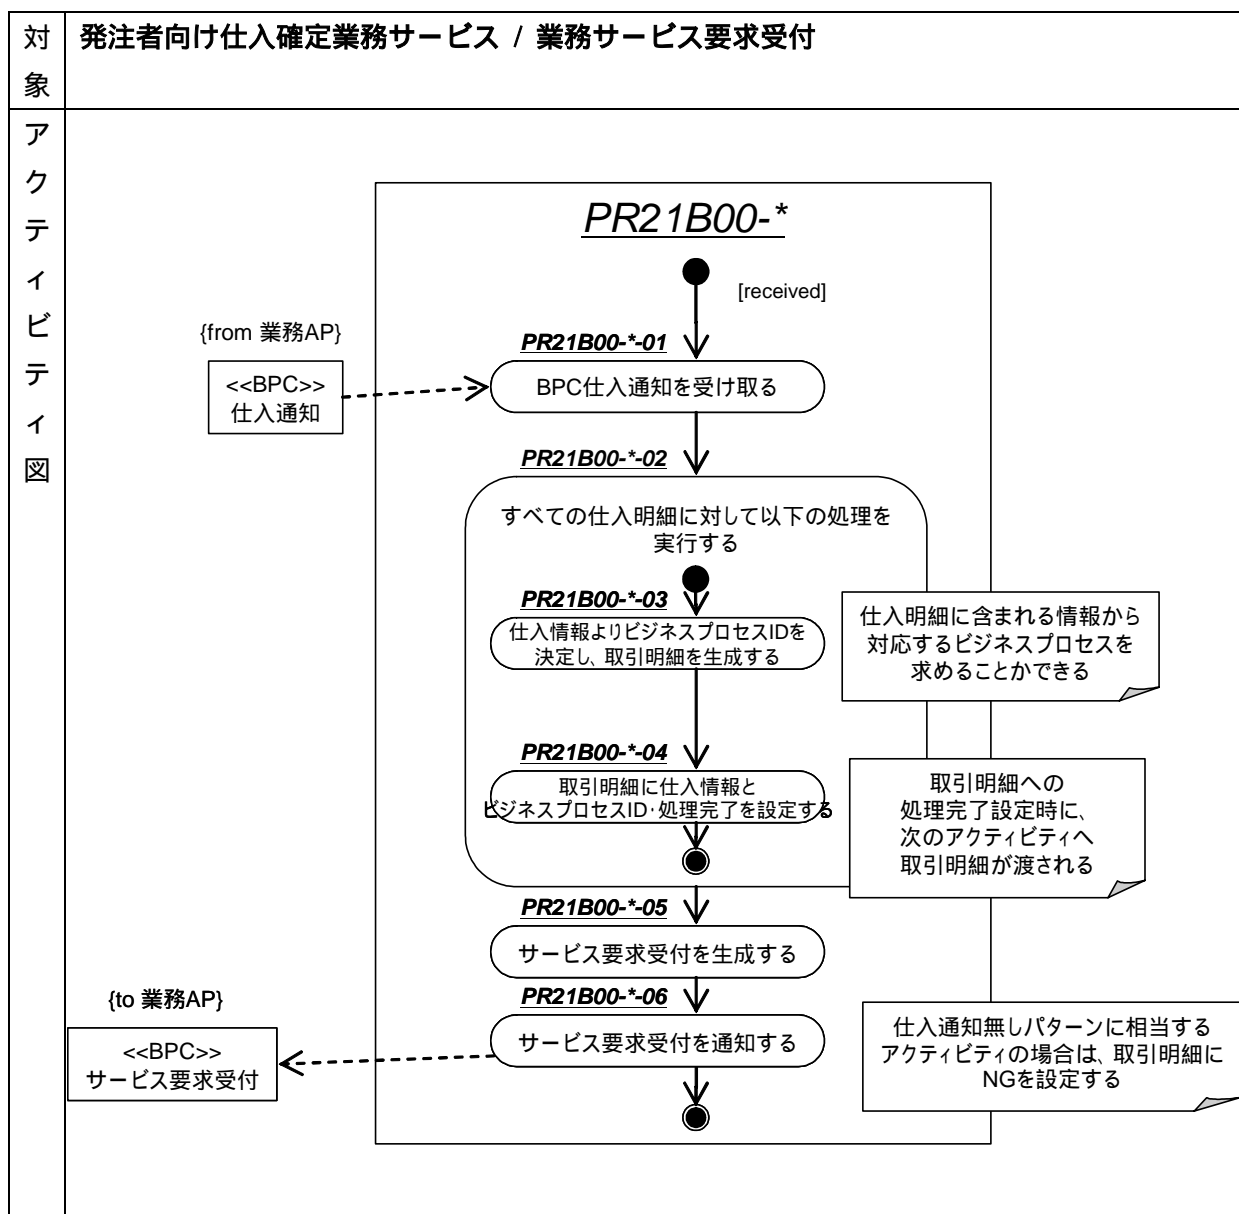 対象
発注者向け仕入確定業務サービス / 業務サービス要求受付
アクティビティ図
PR21B00-*
[received]
{from 業務AP}
<<BPC>>
仕入通知
PR21B00-*-01
BPC仕入通知を受け取る
PR21B00-*-02
すべての仕入明細に対して以下の処理を
実行する
PR21B00-*-03
仕入情報よりビジネスプロセスIDを
決定し、取引明細を生成する
仕入明細に含まれる情報から
対応するビジネスプロセスを
求めることかできる
PR21B00-*-04
取引明細に仕入情報と
ビジネスプロセスID・処理完了を設定する
取引明細への
処理完了設定時に、
次のアクティビティへ
取引明細が渡される
PR21B00-*-05
サービス要求受付を生成する
PR21B00-*-06
サービス要求受付を通知する
{to 業務AP}
<<BPC>>
サービス要求受付
仕入通知無しパターンに相当する
アクティビティの場合は、取引明細に
NGを設定する